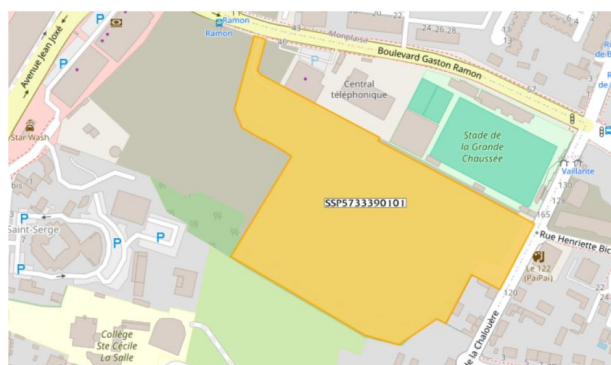 Ramon
Ramon
Monplaisir
24;26;28
Boulevard Gaston Ramon
Avenue Jean Joxé
Central
téléphonique
Stade de
la Grande
Chaussée
Star Wash
Vaillante
130
SSP5733390101
165
Rue Henriette
Saint-Serge
Le 122
(PaiPai)
120
Collège
Ste Cécile
La Salle
de la Chalouère
P
P
P
P
P
P